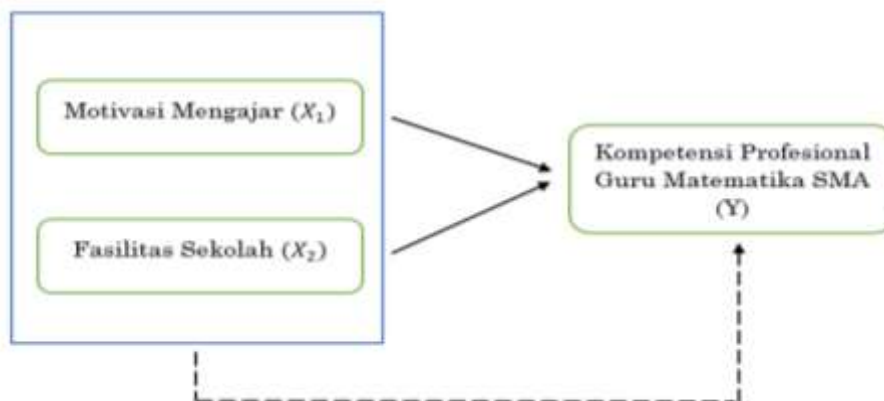 Motivasi Mengajar (X₁)
Fasilitas Sekolah (X₂)
Kompetensi Profesional
Guru Matematika SMA
(Y)